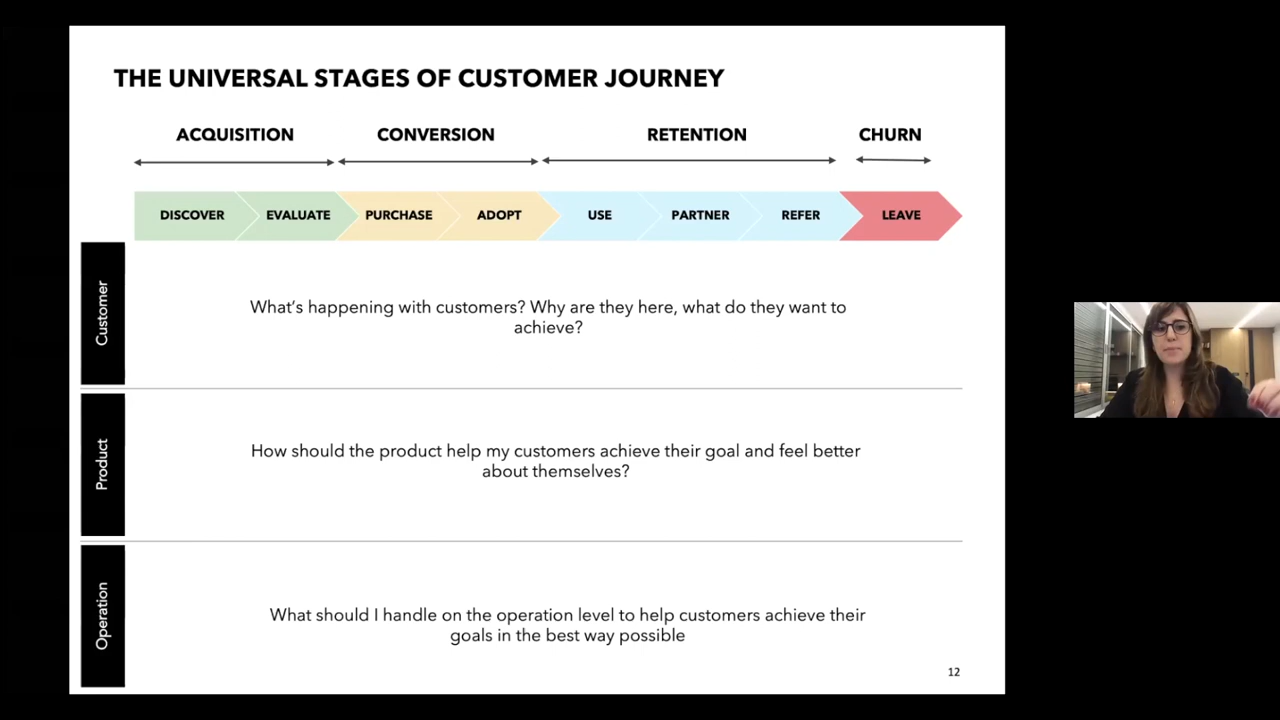 THE UNIVERSAL STAGES OF CUSTOMER JOURNEY
ACQUISITION CONVERSION RETENTION CHURN
DISCOVER EVALUATE PURCHASE ADOPT USE PARTNER REFER LEAVE
Customer
What's happening with customers? Why are they here, what do they want to
achieve?
Product
How should the product help my customers achieve their goal and feel better
about themselves?
Operation
What should I handle on the operation level to help customers achieve their
goals in the best way possible
12